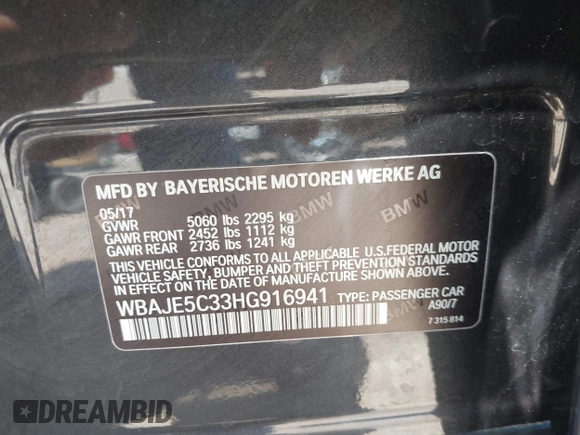 MFD BY BAYERISCHE MOTOREN WERKE AG
05/17
GVWR 5060 lbs 2295 kg
GAWR FRONT 2452 lbs 1112 kg
GAWR REAR 2736 lbs 1241 kg
THIS VEHICLE CONFORMS TO ALL APPLICABLE U.S.FEDERAL MOTOR
VEHICLE SAFETY, BUMPER, AND THEFT PREVENTION STANDARDS
IN EFFECT ON THE DATE OF MANUFACTURE SHOWN ABOVE.
WBAJE5C33HG916941 TYPE: PASSENGER CAR
A90/7
7 315 814
BMW
BMW
BMW
BMW
BMW
DREAMBID